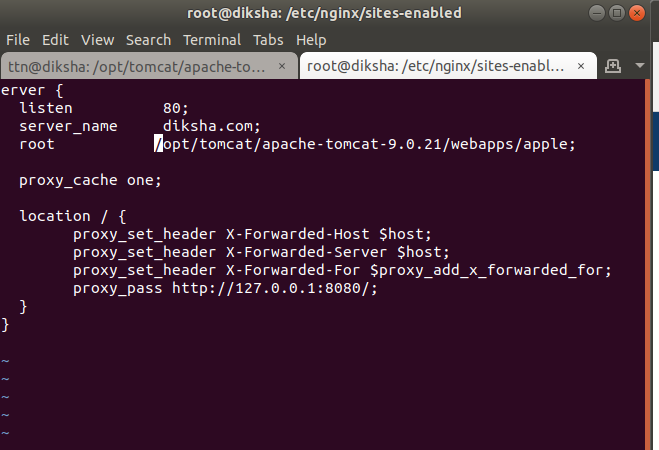 root@diksha: /etc/nginx/sites-enabled
File Edit View Search Terminal Tabs Help
ttn@diksha: /opt/tomcat/apache-to... × root@diksha: /etc/nginx/sites-enabl... ×
erver {
  listen          80;
  server_name     diksha.com;
  root           /opt/tomcat/apache-tomcat-9.0.21/webapps/apple;
  proxy_cache one;
  location / {
        proxy_set_header X-Forwarded-Host $host;
        proxy_set_header X-Forwarded-Server $host;
        proxy_set_header X-Forwarded-For $proxy_add_x_forwarded_for;
        proxy_pass http://127.0.0.1:8080/;
  }
}
~
~
~
~
~